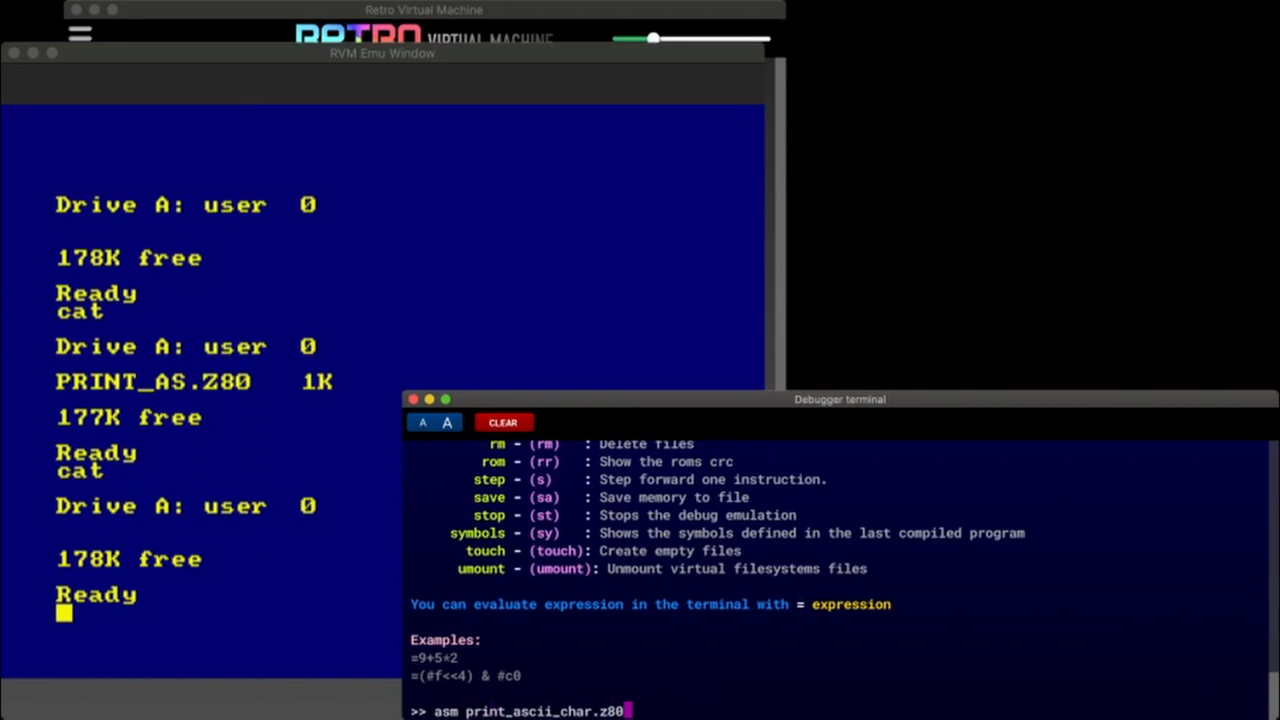 Retro Virtual Machine
RETRO VIRTUAL MACHINE
RVM Emu Window
Drive A: user 0
178K free
Ready
cat
Drive A: user 0
PRINT_AS.Z80 1K
177K free
Ready
cat
Drive A: user 0
178K free
Ready
Debugger terminal
A A CLEAR
rm - (rm) : Delete files
rom - (rr) : Show the roms crc
step - (s) : Step forward one instruction.
save - (sa) : Save memory to file
stop - (st) : Stops the debug emulation
symbols - (sy) : Shows the symbols defined in the last compiled program
touch - (touch): Create empty files
umount - (umount): Unmount virtual filesystems files
You can evaluate expression in the terminal with = expression
Examples:
=9+5*2
=(#f<<4) & #c0
>> asm print_ascii_char.z80